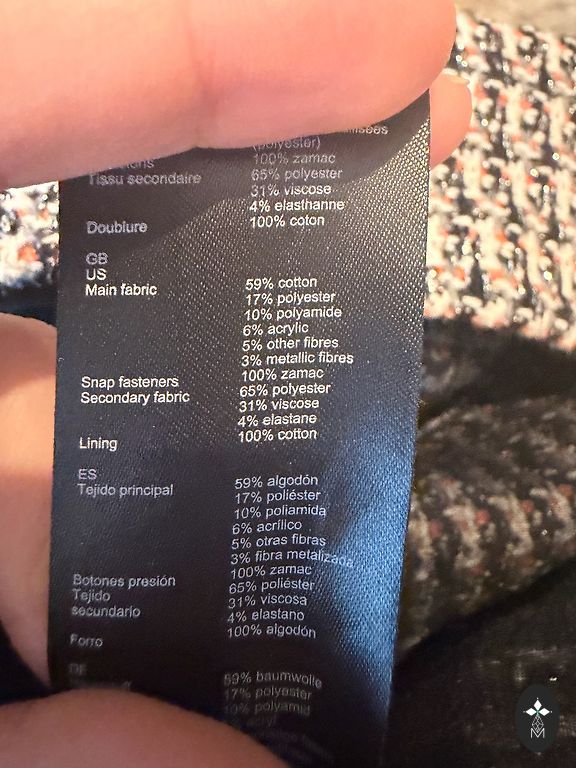 (polyester)
100% zamac
Tissu secondaire 65% polyester
31% viscose
4% elasthanne
Doublure 100% coton
GB
US
Main fabric 59% cotton
17% polyester
10% polyamide
6% acrylic
5% other fibres
3% metallic fibres
Snap fasteners 100% zamac
Secondary fabric 65% polyester
31% viscose
4% elastane
Lining 100% cotton
ES
Tejido principal 59% algodón
17% poliéster
10% poliamida
6% acrílico
5% otras fibras
3% fibra metalizada
Botones presión 100% zamac
Tejido 65% poliéster
secundario 31% viscosa
4% elastano
Forro 100% algodón
DE
59% baumwolle
17% polyester
10% polyamid
acryl
M